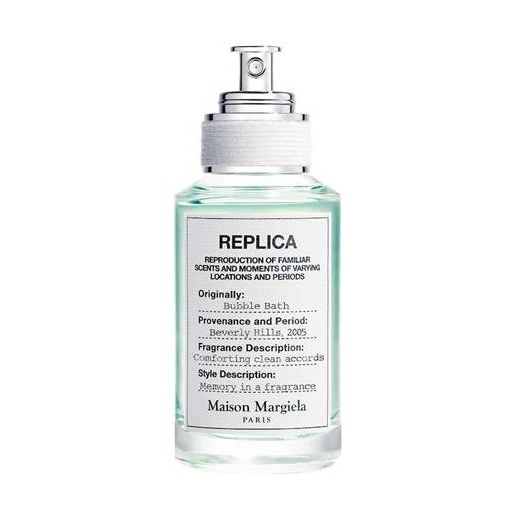 REPLICA
REPRODUCTION OF FAMILIAR
SCENTS AND MOMENTS OF VARYING
LOCATIONS AND PERIODS
Originally:
Bubble Bath
Provenance and Period:
Beverly Hills, 2005
Fragrance Description:
Comforting clean accords
Style Description:
Memory in a fragrance
Maison Margiela
PARIS